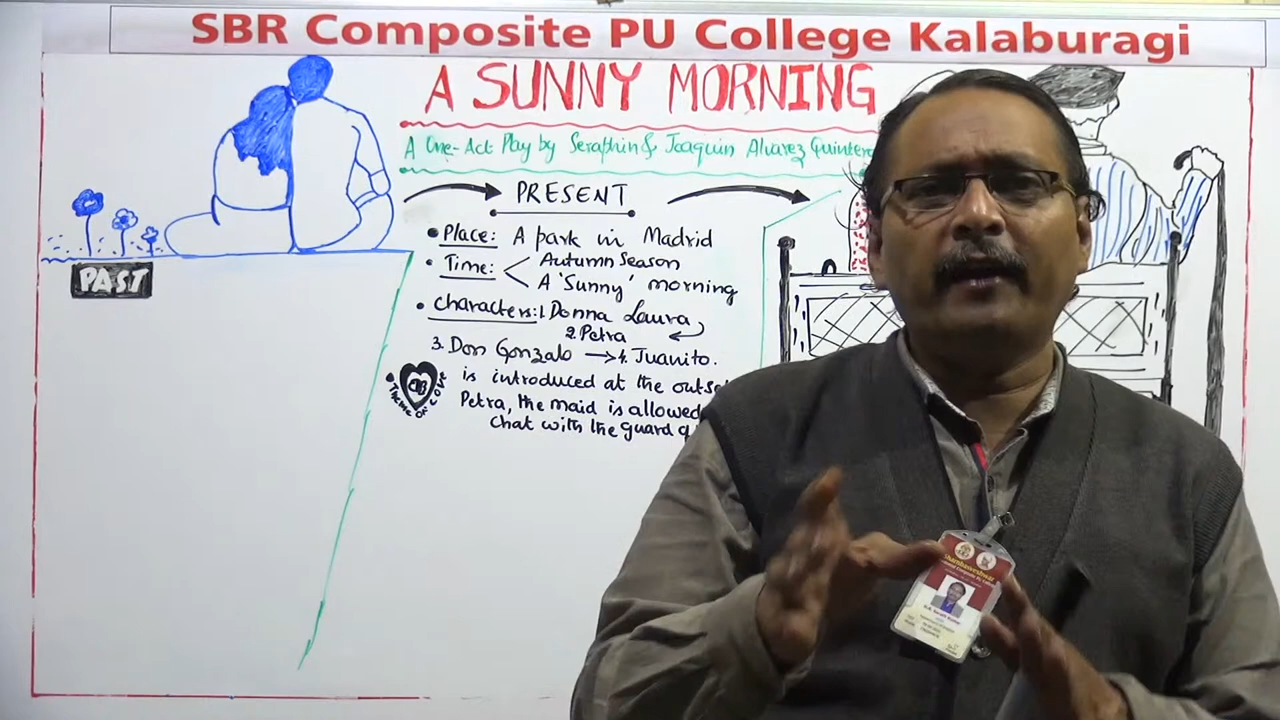 SBR Composite PU College Kalaburagi
A SUNNY MORNING
A One-Act Play by Seraphin & Joaquin Alvarez Quintero
PRESENT
PAST
• Place: A park in Madrid
• Time: Autumn Season
A 'Sunny' morning
• Characters: 1. Donna Laura
2. Petra
3. Don Gonzalo → 4. Juanito.
Theme of Love
is introduced at the outset
Petra, the maid is allowed
chat with the guard of